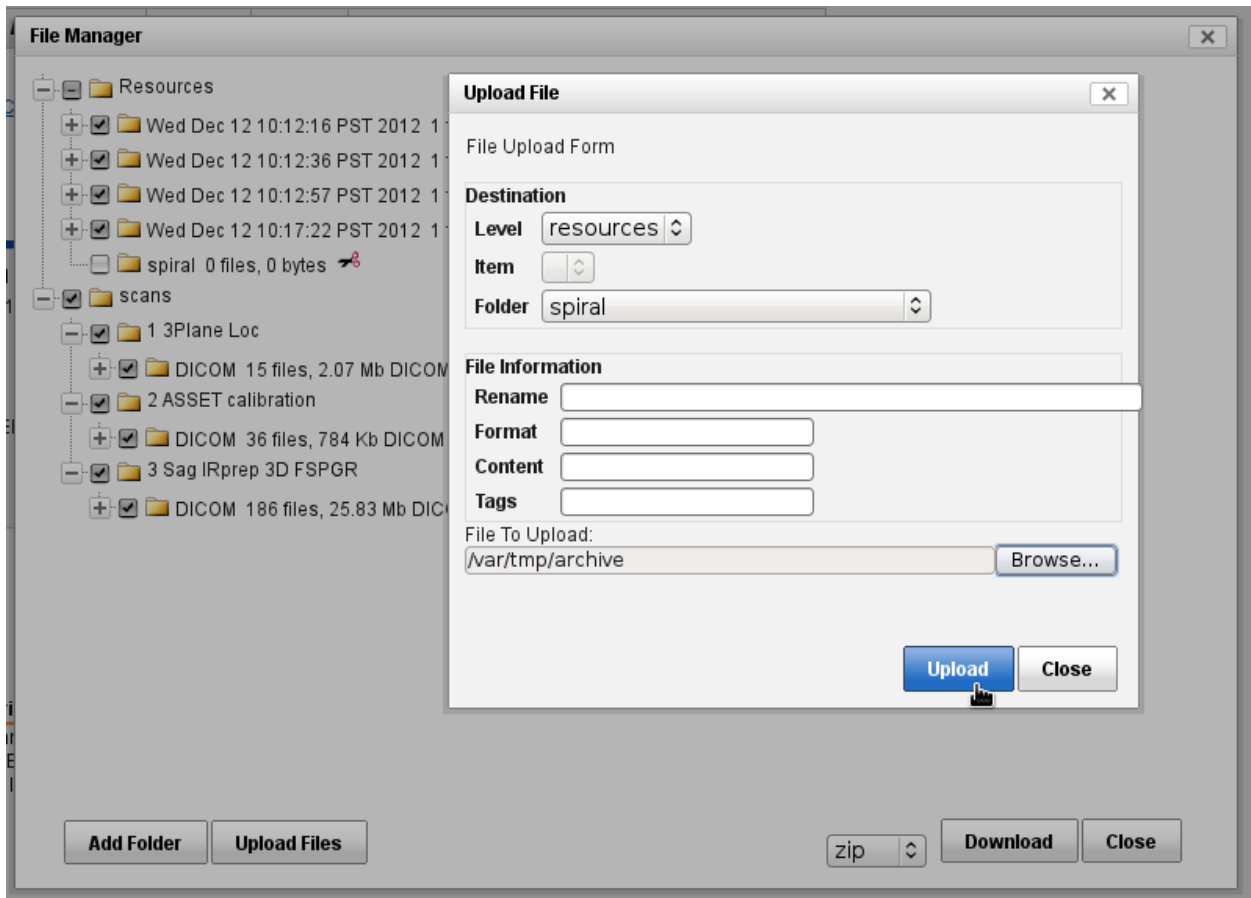 File Manager
Resources
Wed Dec 12 10:12:16 PST 2012 1
Wed Dec 12 10:12:36 PST 2012 1
Wed Dec 12 10:12:57 PST 2012 1
Wed Dec 12 10:17:22 PST 2012 1
spiral 0 files, 0 bytes
scans
1 3Plane Loc
DICOM 15 files, 2.07 Mb DICOM
2 ASSET calibration
DICOM 36 files, 784 Kb DICOM
3 Sag IRprep 3D FSPGR
DICOM 186 files, 25.83 Mb
Upload File
File Upload Form
Destination
Level resources
Item
Folder spiral
File Information
Rename
Format
Content
Tags
File To Upload:
/var/tmp/archive Browse...
Upload Close
Add Folder Upload Files zip Download Close